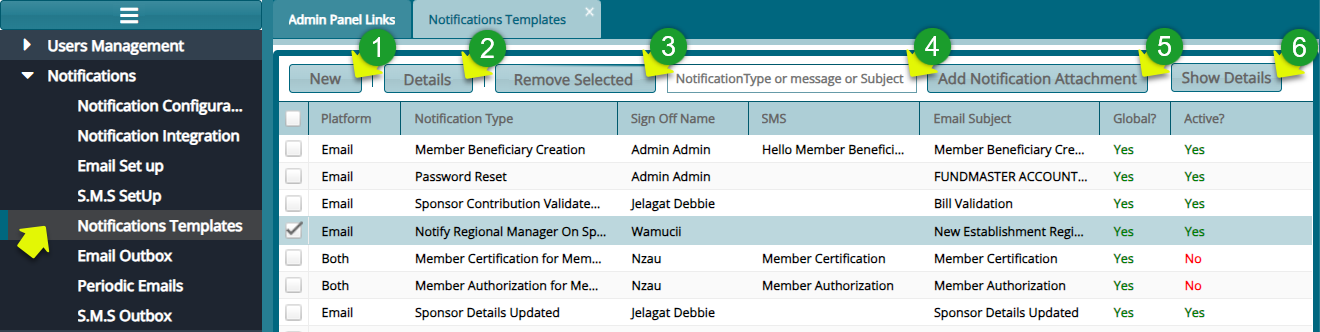 Admin Panel Links
Notifications Templates
×
Users Management
Notifications
Notification Configura...
Notification Integration
Email Set up
S.M.S SetUp
Notifications Templates
Email Outbox
Periodic Emails
S.M.S Outbox
1 2 3 4 5 6
New Details Remove Selected NotificationType or message or Subject Add Notification Attachment Show Details
Platform Notification Type Sign Off Name SMS Email Subject Global? Active?
Email Member Beneficiary Creation Admin Admin Hello Member Benefici... Member Beneficiary Cre... Yes Yes
Email Password Reset Admin Admin FUNDMASTER ACCOUNT... Yes Yes
Email Sponsor Contribution Validate... Jelagat Debbie Bill Validation Yes Yes
Email Notify Regional Manager On Sp... Wamucii New Establishment Regi... Yes Yes
Both Member Certification for Mem... Nzau Member Certification Member Certification Yes No
Both Member Authorization for Me... Nzau Member Authorization Member Authorization Yes No
Email Sponsor Details Updated Jelagat Debbie Sponsor Details Updated Yes Yes